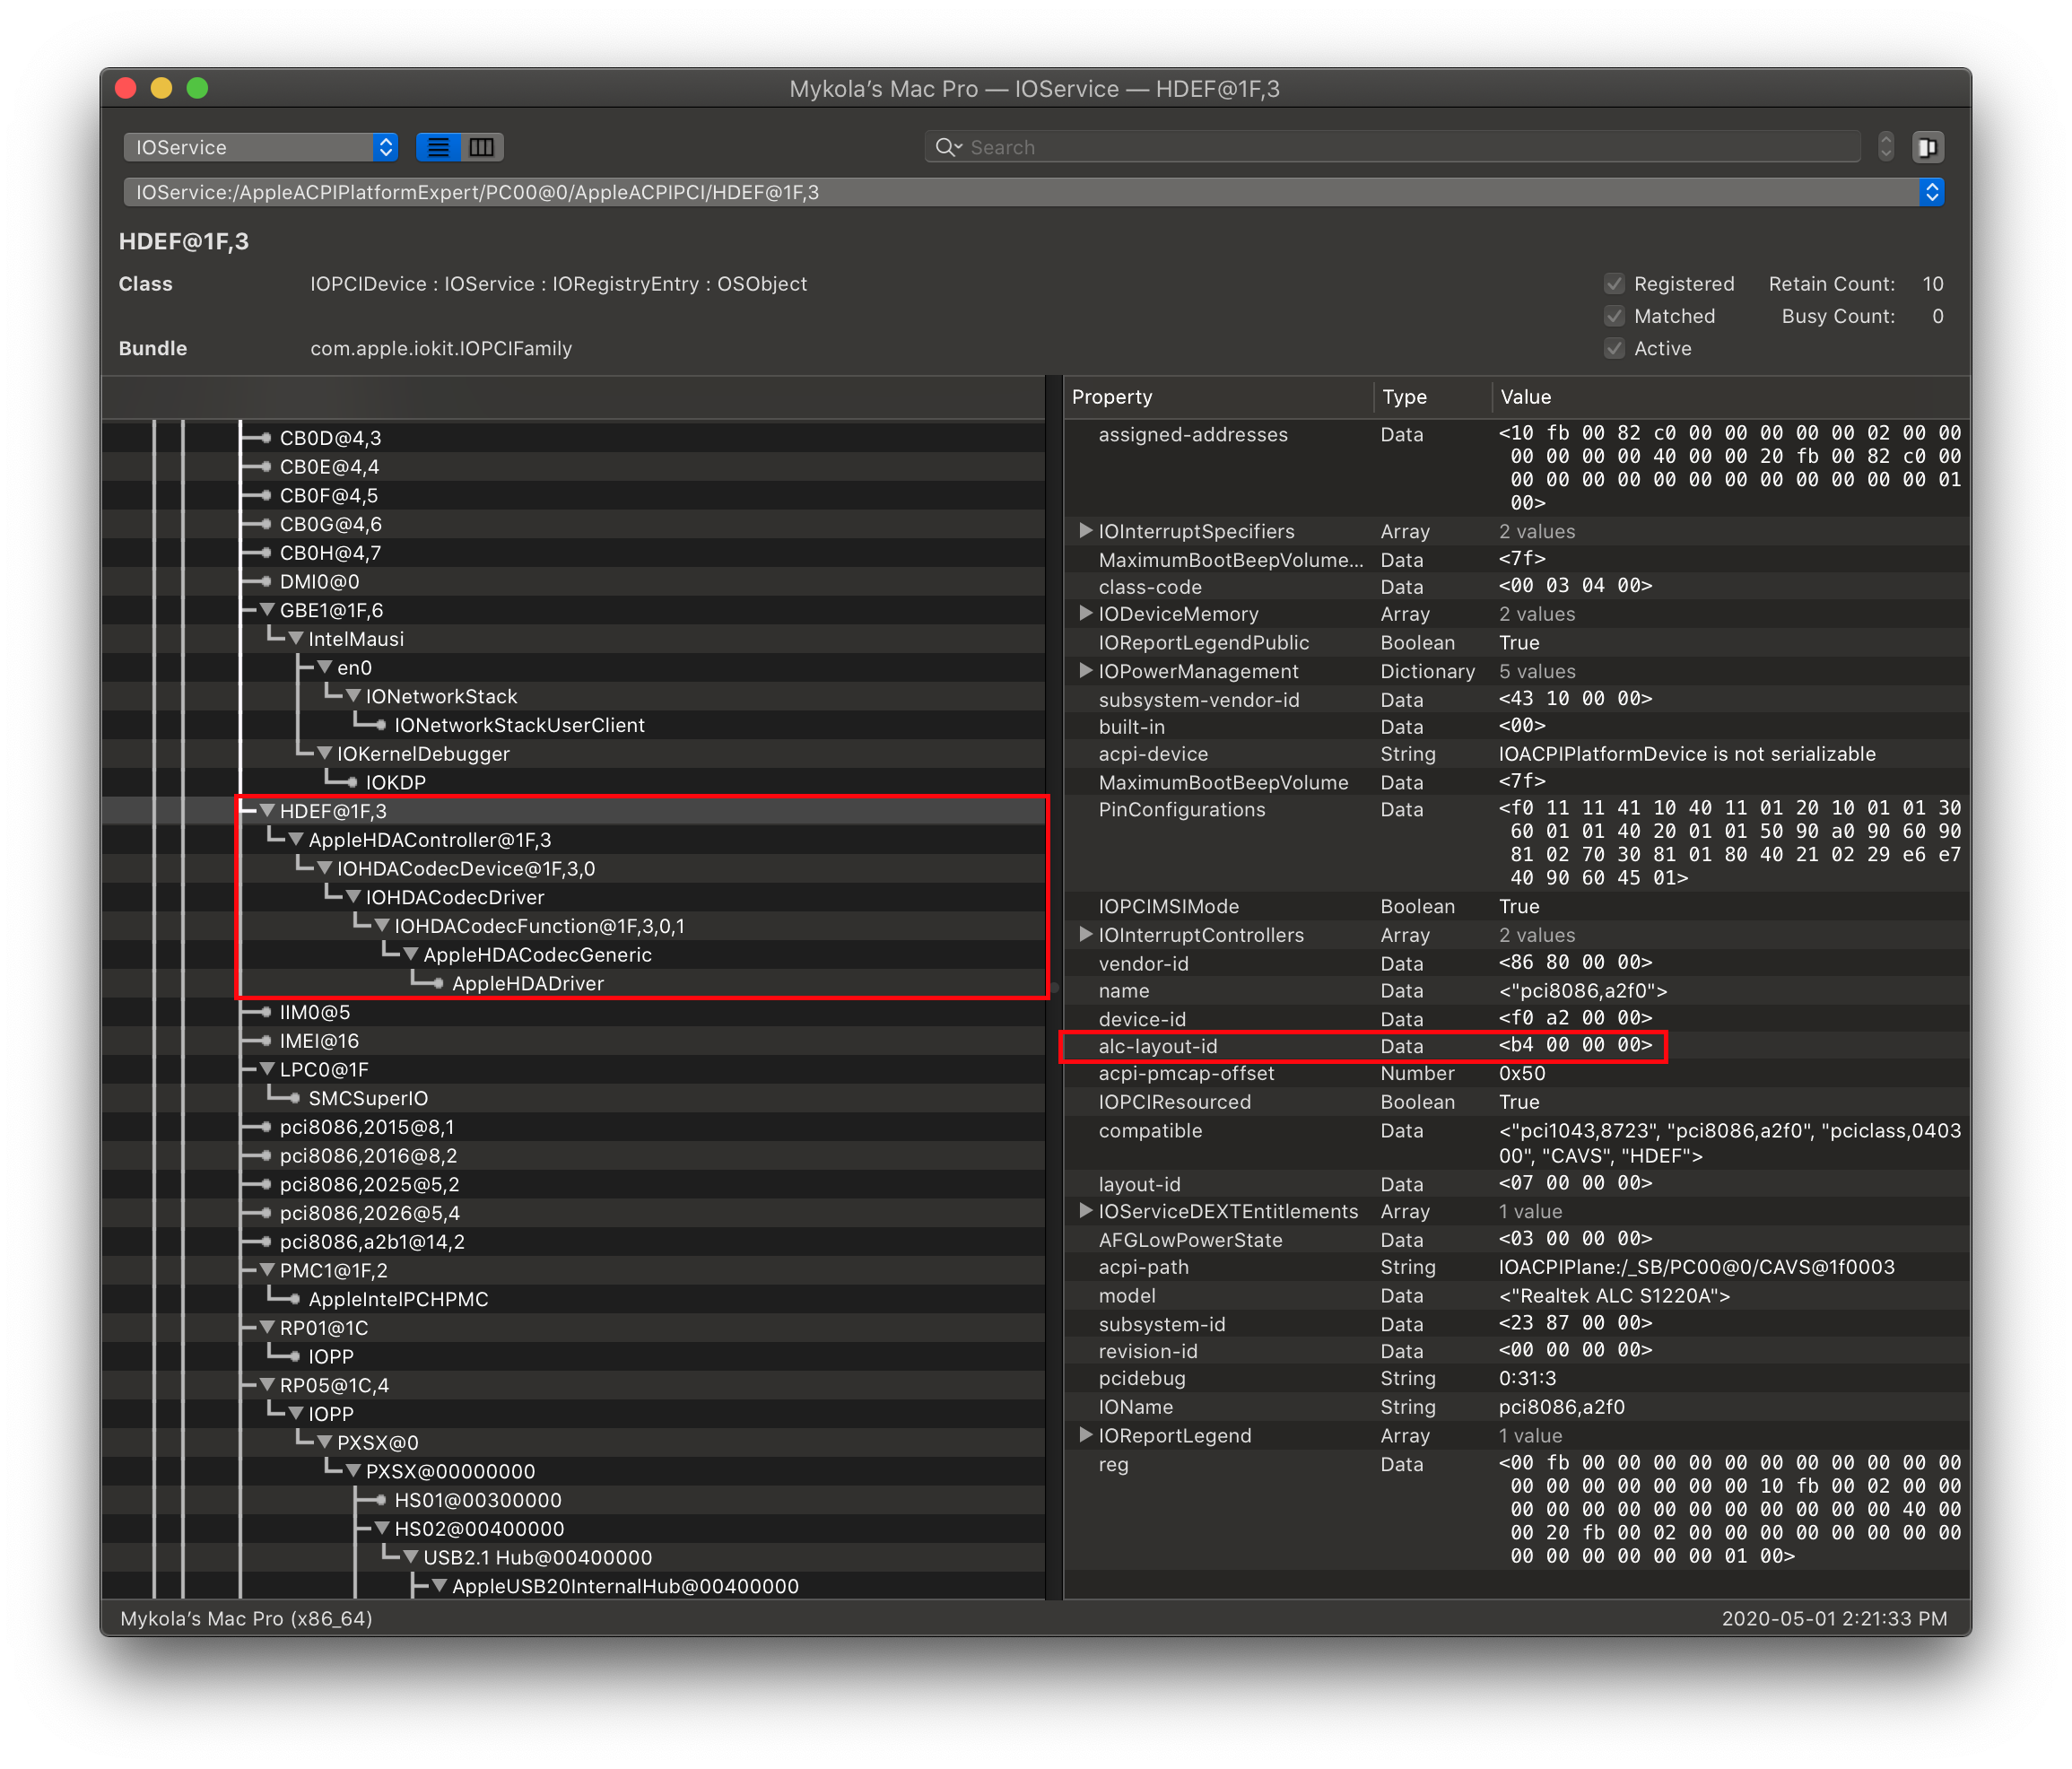 Mykola’s Mac Pro — IOService — HDEF@1F,3
IOService
Search
IOService:/AppleACPIPlatformExpert/PC00@0/AppleACPIPCI/HDEF@1F,3
HDEF@1F,3
Class IOPCIDevice : IOService : IORegistryEntry : OSObject
Registered Retain Count: 10
Matched Busy Count: 0
Bundle com.apple.iokit.IOPCIFamily
Active
CB0D@4,3
CB0E@4,4
CB0F@4,5
CB0G@4,6
CB0H@4,7
DMI0@0
GBE1@1F,6
IntelMausi
en0
IONetworkStack
IONetworkStackUserClient
IOKernelDebugger
IOKDP
HDEF@1F,3
AppleHDAController@1F,3
IOHDACodecDevice@1F,3,0
IOHDACodecDriver
IOHDACodecFunction@1F,3,0,1
AppleHDACodecGeneric
AppleHDADriver
IIM0@5
IMEI@16
LPC0@1F
SMCSuperIO
pci8086,2015@8,1
pci8086,2016@8,2
pci8086,2025@5,2
pci8086,2026@5,4
pci8086,a2b1@14,2
PMC1@1F,2
AppleIntelPCHPMC
RP01@1C
IOPP
RP05@1C,4
IOPP
PXSX@0
PXSX@00000000
HS01@00300000
HS02@00400000
USB2.1 Hub@00400000
AppleUSB20InternalHub@00400000
Property Type Value
assigned-addresses Data <10 fb 00 82 c0 00 00 00 00 00 02 00 00
00 00 00 00 40 00 00 20 fb 00 82 c0 00
00 00 00 00 00 00 00 00 00 00 00 00 01
00>
IOInterruptSpecifiers Array 2 values
MaximumBootBeepVolume... Data <7f>
class-code Data <00 03 04 00>
IODeviceMemory Array 2 values
IOReportLegendPublic Boolean True
IOPowerManagement Dictionary 5 values
subsystem-vendor-id Data <43 10 00 00>
built-in Data <00>
acpi-device String IOACPIPlatformDevice is not serializable
MaximumBootBeepVolume Data <7f>
PinConfigurations Data <f0 11 11 41 10 40 11 01 20 10 01 01 30
60 01 01 40 20 01 01 50 90 a0 90 60 90
81 02 70 30 81 01 80 40 21 02 29 e6 e7
40 90 60 45 01>
IOPCIMSIMode Boolean True
IOInterruptControllers Array 2 values
vendor-id Data <86 80 00 00>
name Data <"pci8086,a2f0">
device-id Data <f0 a2 00 00>
alc-layout-id Data <b4 00 00 00>
acpi-pmcap-offset Number 0x50
IOPCIResourced Boolean True
compatible Data <"pci1043,8723", "pci8086,a2f0", "pciclass,0403
00", "CAVS", "HDEF">
layout-id Data <07 00 00 00>
IOServiceDEXTEntitlements Array 1 value
AFGLowPowerState Data <03 00 00 00>
acpi-path String IOACPIPlane:/_SB/PC00@0/CAVS@1f0003
model Data <"Realtek ALC S1220A">
subsystem-id Data <23 87 00 00>
revision-id Data <00 00 00 00>
pcidebug String 0:31:3
IOName String pci8086,a2f0
IOReportLegend Array 1 value
reg Data <00 fb 00 00 00 00 00 00 00 00 00 00 00
00 00 00 00 00 00 00 10 fb 00 02 00 00
00 00 00 00 00 00 00 00 00 00 00 40 00
00 20 fb 00 02 00 00 00 00 00 00 00 00
00 00 00 00 00 00 01 00>
Mykola’s Mac Pro (x86_64)
2020-05-01 2:21:33 PM